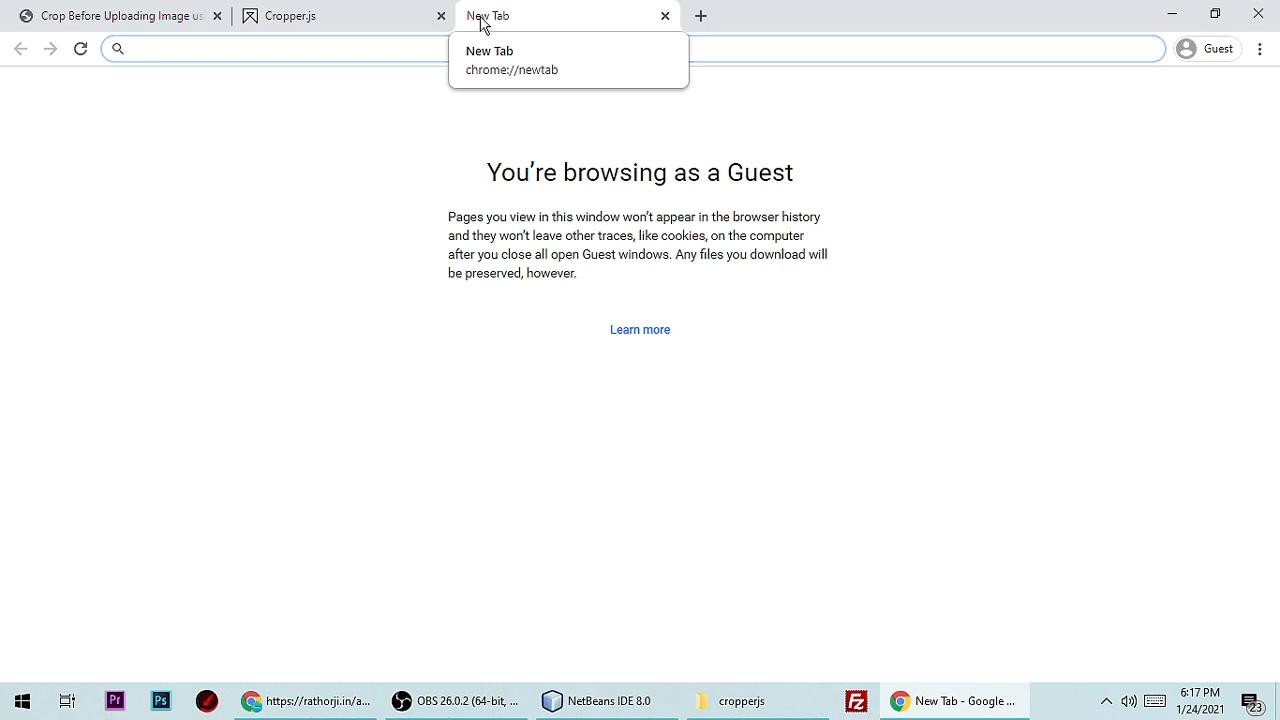 Crop Before Uploading Image us
Cropper.js
New Tab
Guest
New Tab
chrome://newtab
You're browsing as a Guest
Pages you view in this window won't appear in the browser history
and they won't leave other traces, like cookies, on the computer
after you close all open Guest windows. Any files you download will
be preserved, however.
Learn more
Pr
Ps
https://rathorji.in/a...
OBS 26.0.2 (64-bit, ...
NetBeans IDE 8.0
cropperjs
Fz
New Tab - Google ...
6:17 PM
1/24/2021
23